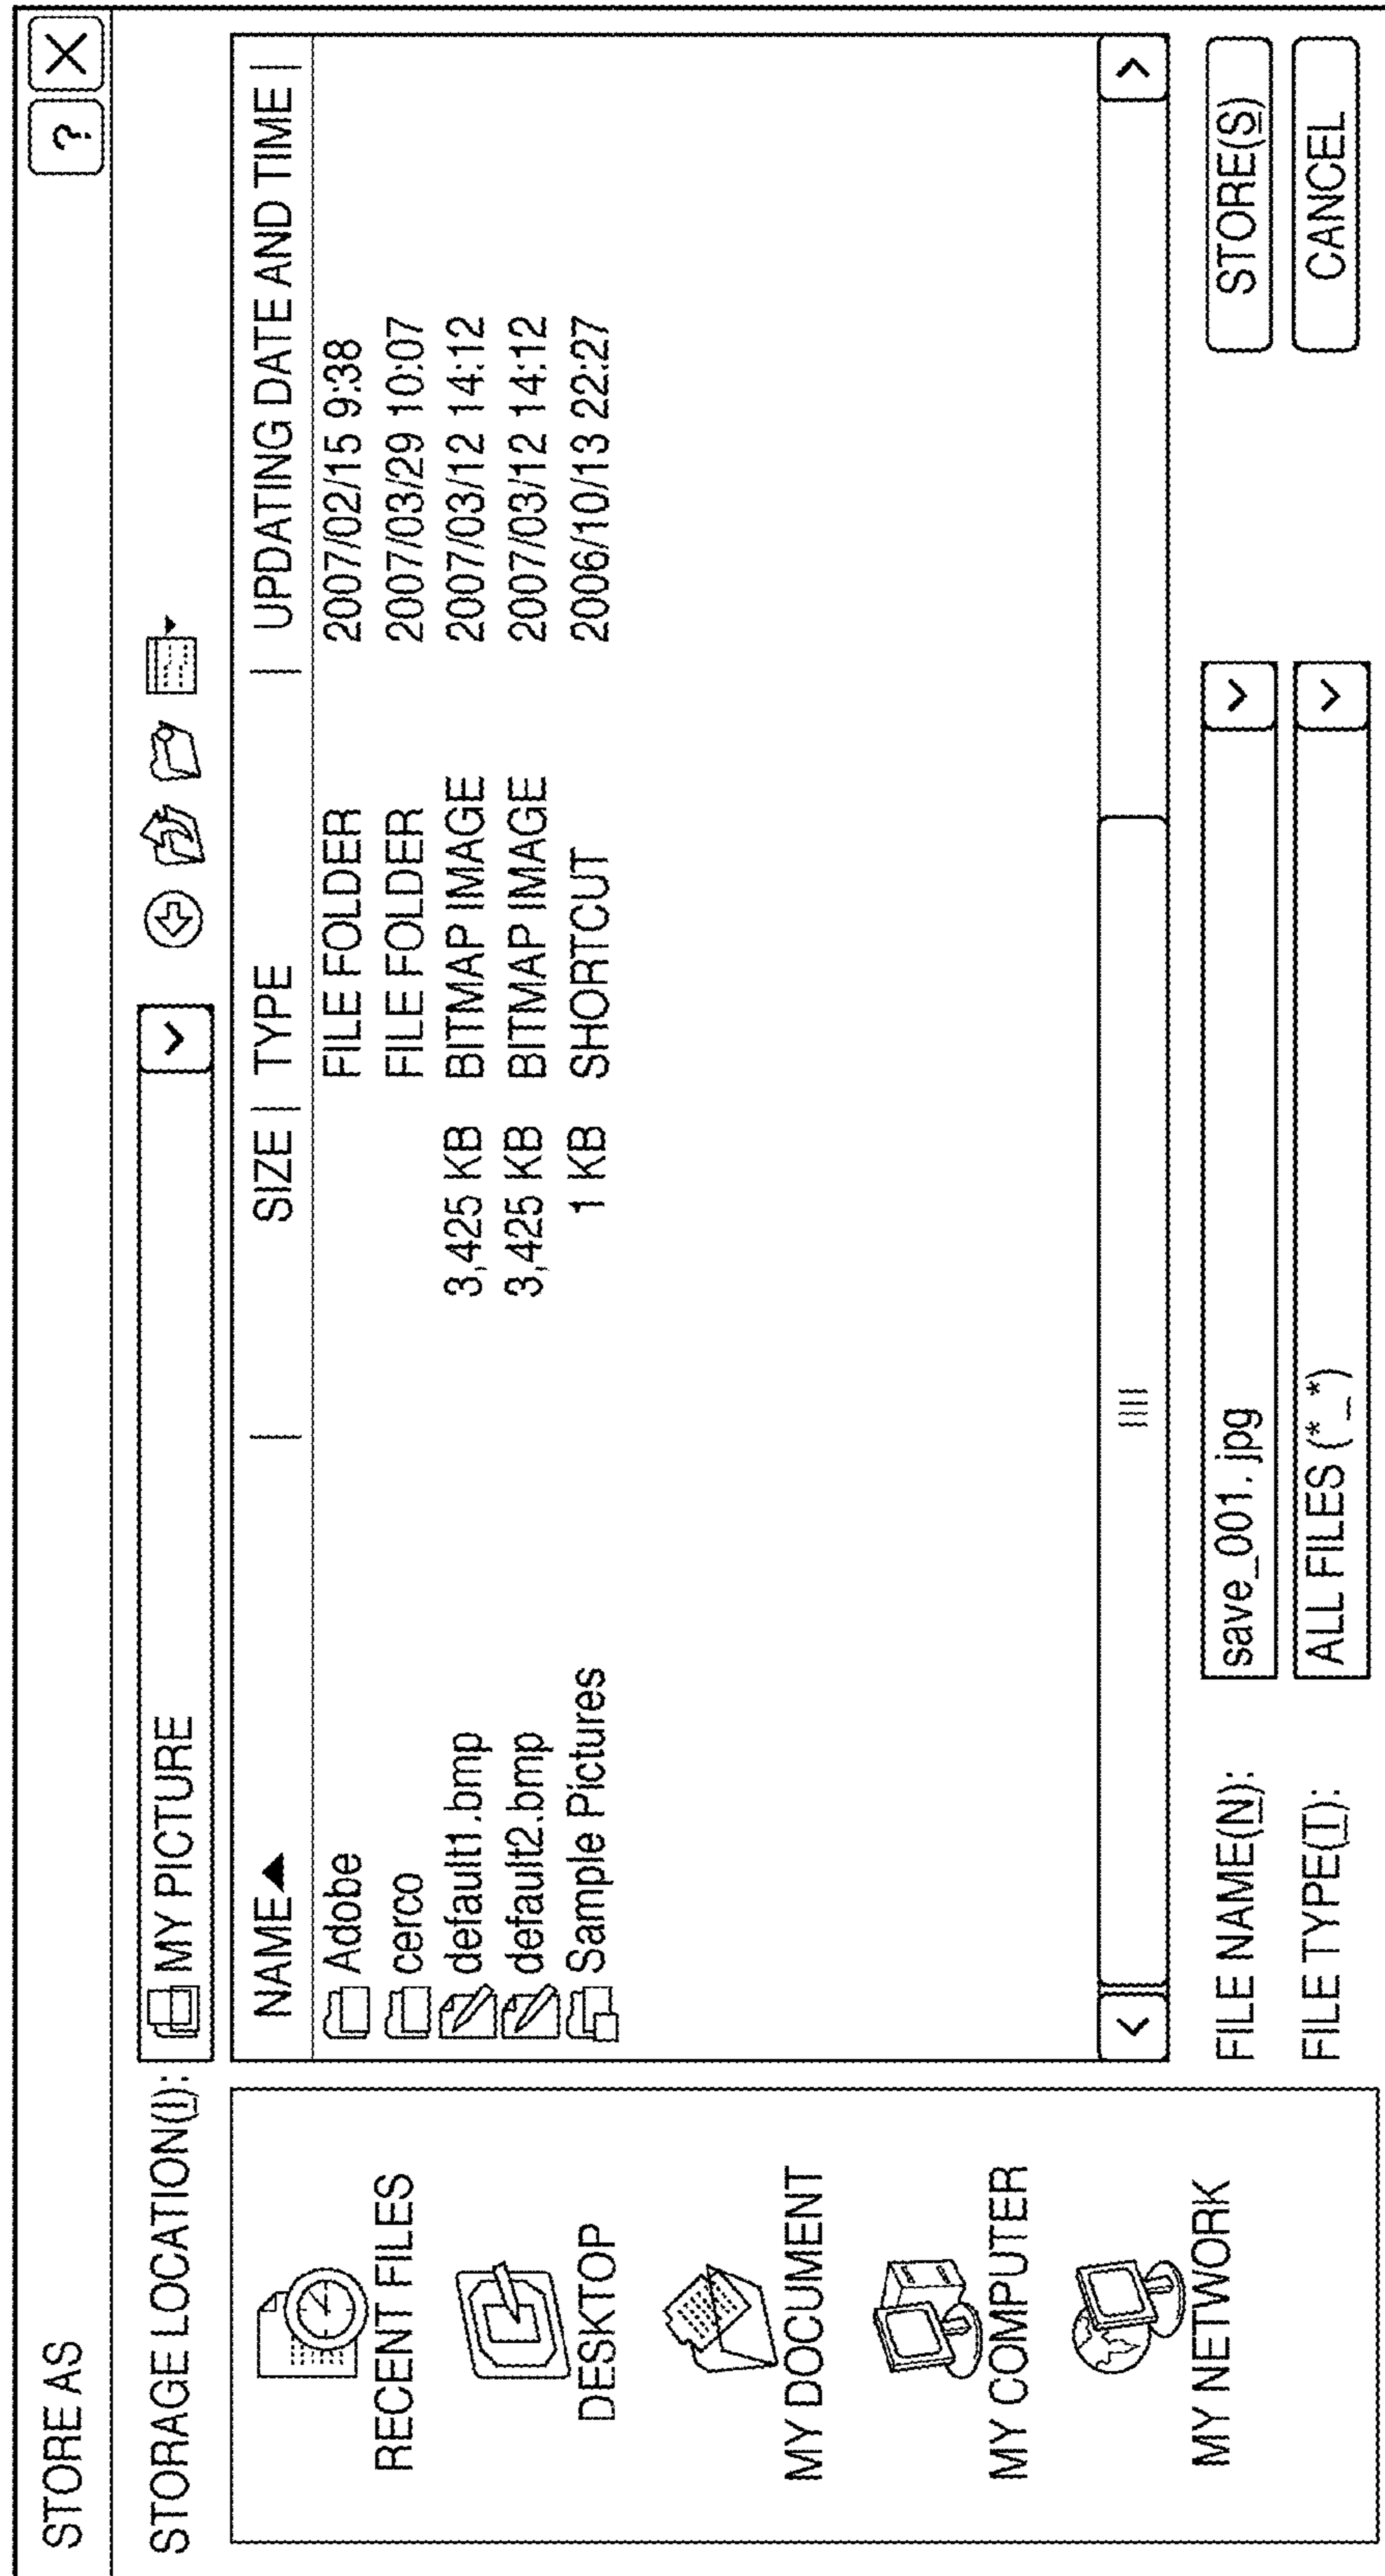 STORE AS ? X
STORAGE LOCATION(I): MY PICTURE
NAME▲ | SIZE | TYPE | UPDATING DATE AND TIME |
Adobe FILE FOLDER 2007/02/15 9:38
cerco FILE FOLDER 2007/03/29 10:07
default1.bmp 3,425 KB BITMAP IMAGE 2007/03/12 14:12
default2.bmp 3,425 KB BITMAP IMAGE 2007/03/12 14:12
Sample Pictures 1 KB SHORTCUT 2006/10/13 22:27
RECENT FILES
DESKTOP
MY DOCUMENT
MY COMPUTER
MY NETWORK
FILE NAME(N): save_001. jpg STORE(S)
FILE TYPE(T): ALL FILES (*_*) CANCEL